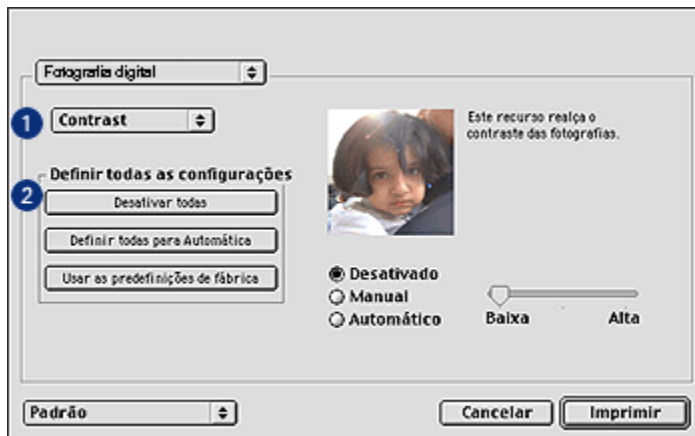 Fotografia digital
1
Contrast
Este recurso realça o
contraste das fotografias.
Definir todas as configurações
2
Desativar todas
Definir todas para Automática
Usar as predefinições de fábrica
Desativado
Manual
Automático
Baixa
Alta
Padrão
Cancelar
Imprimir